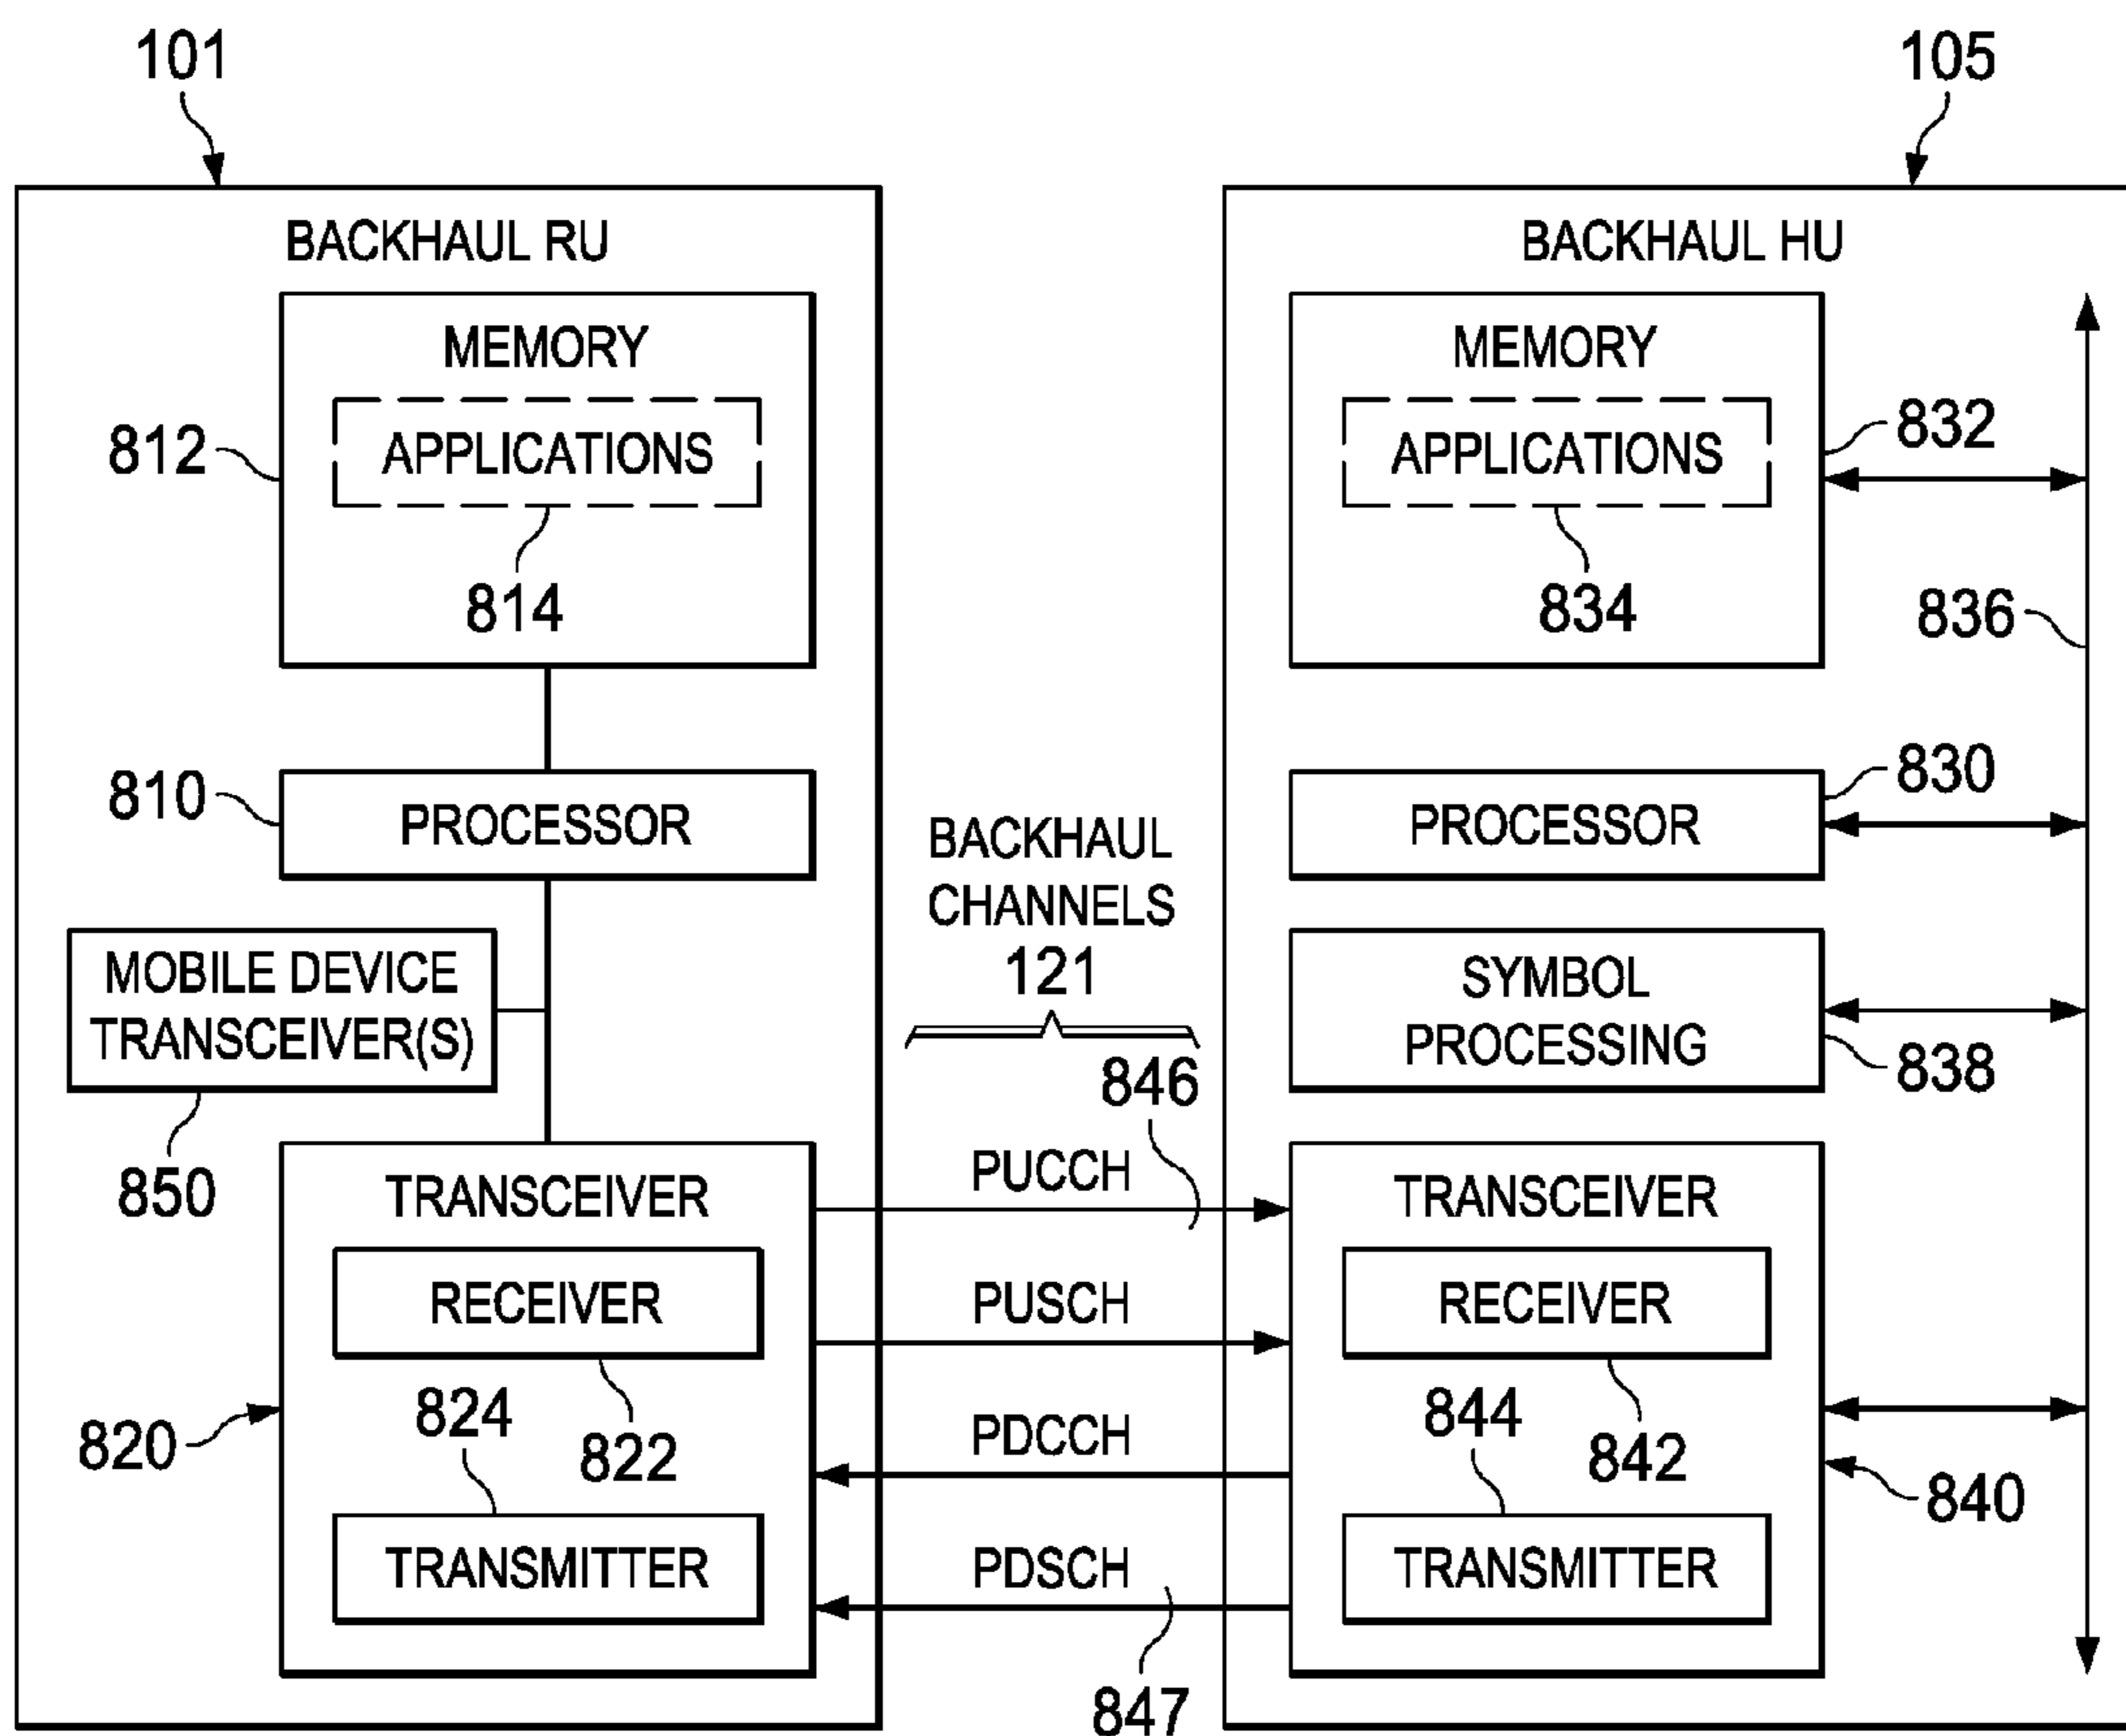 101
105
BACKHAUL RU
MEMORY
APPLICATIONS
812
814
810
PROCESSOR
MOBILE DEVICE
TRANSCEIVER(S)
850
TRANSCEIVER
RECEIVER
820
824
822
TRANSMITTER
BACKHAUL
CHANNELS
121
846
PUCCH
PUSCH
PDCCH
PDSCH
847
BACKHAUL HU
MEMORY
APPLICATIONS
832
834
836
830
PROCESSOR
SYMBOL
PROCESSING
838
TRANSCEIVER
RECEIVER
844
842
840
TRANSMITTER